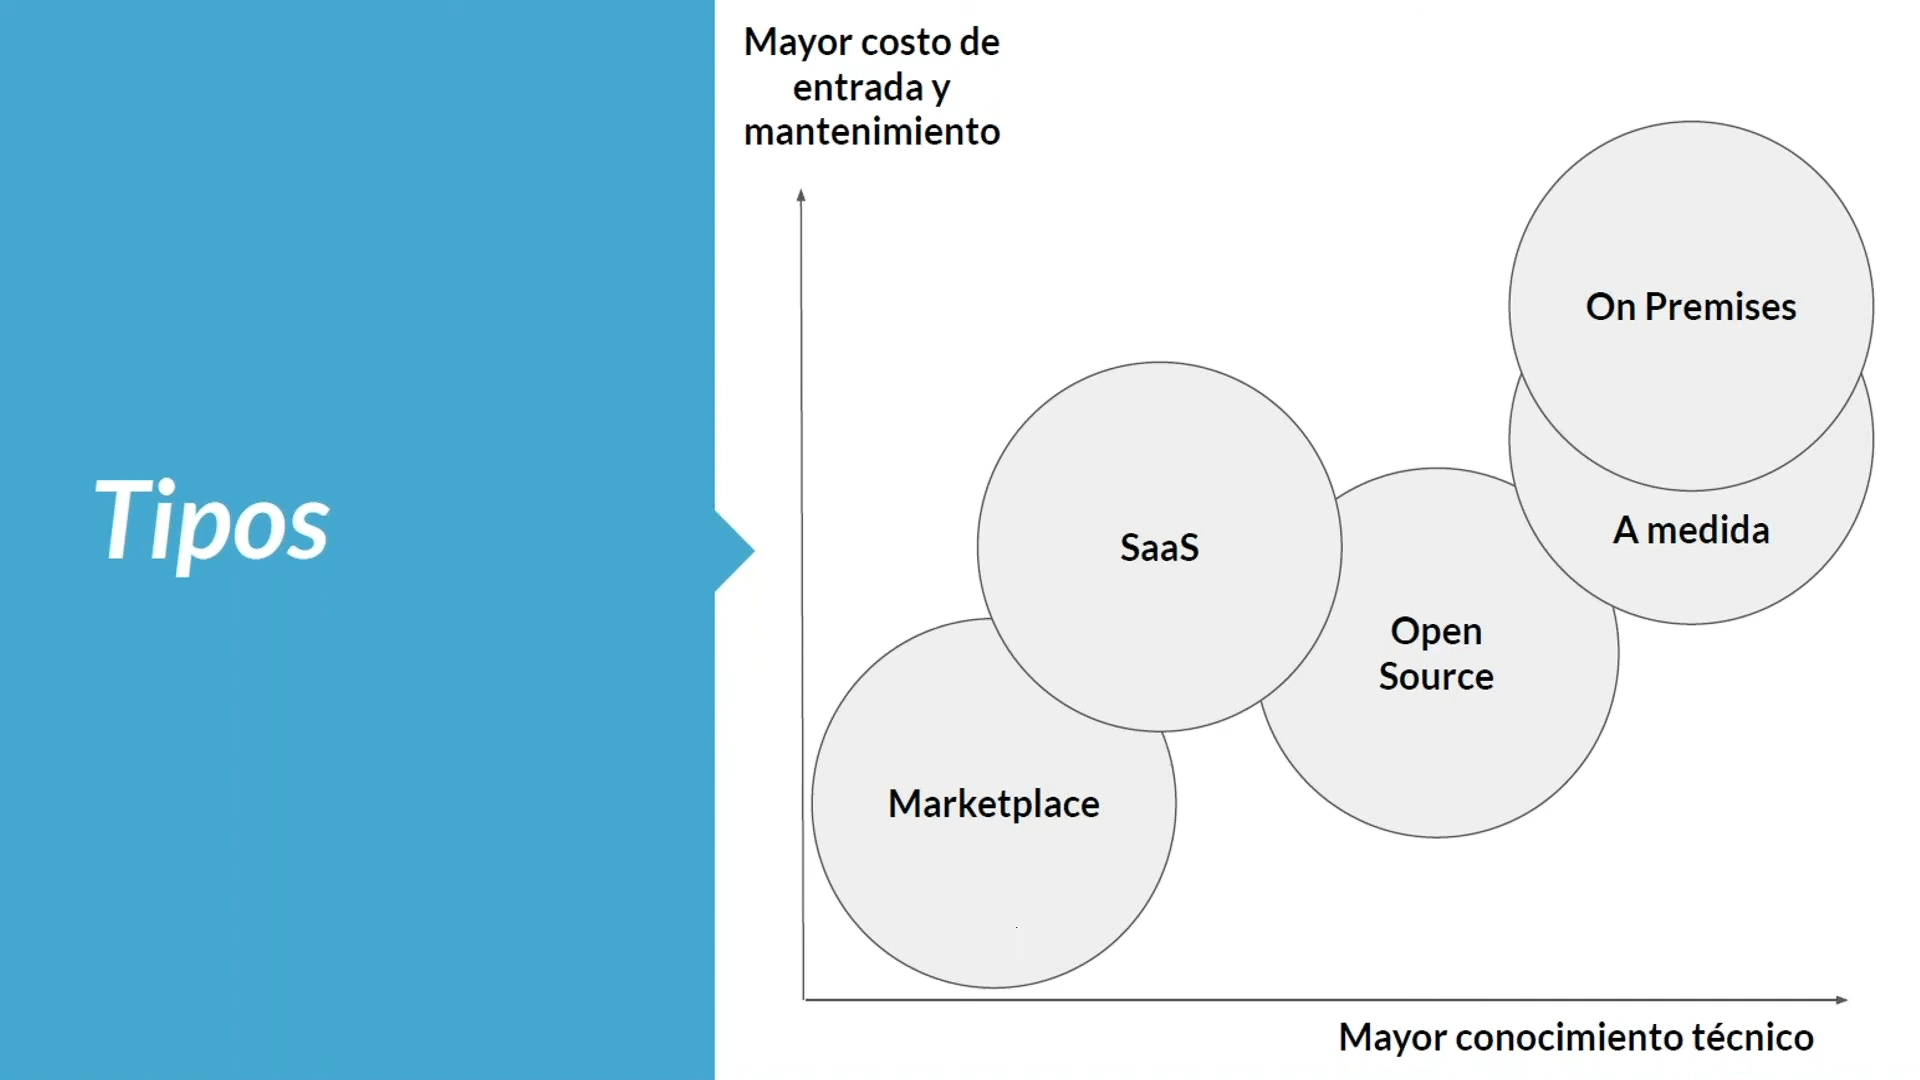 Tipos
Mayor costo de
entrada y
mantenimiento
On Premises
A medida
SaaS
Open
Source
Marketplace
Mayor conocimiento técnico